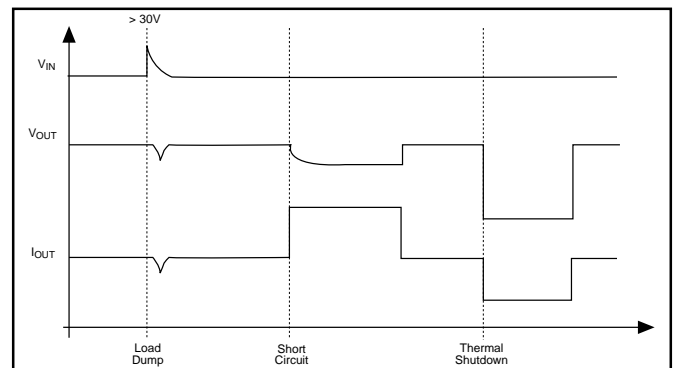 > 30V
VIN
VOUT
IOUT
Load
Dump
Short
Circuit
Thermal
Shutdown